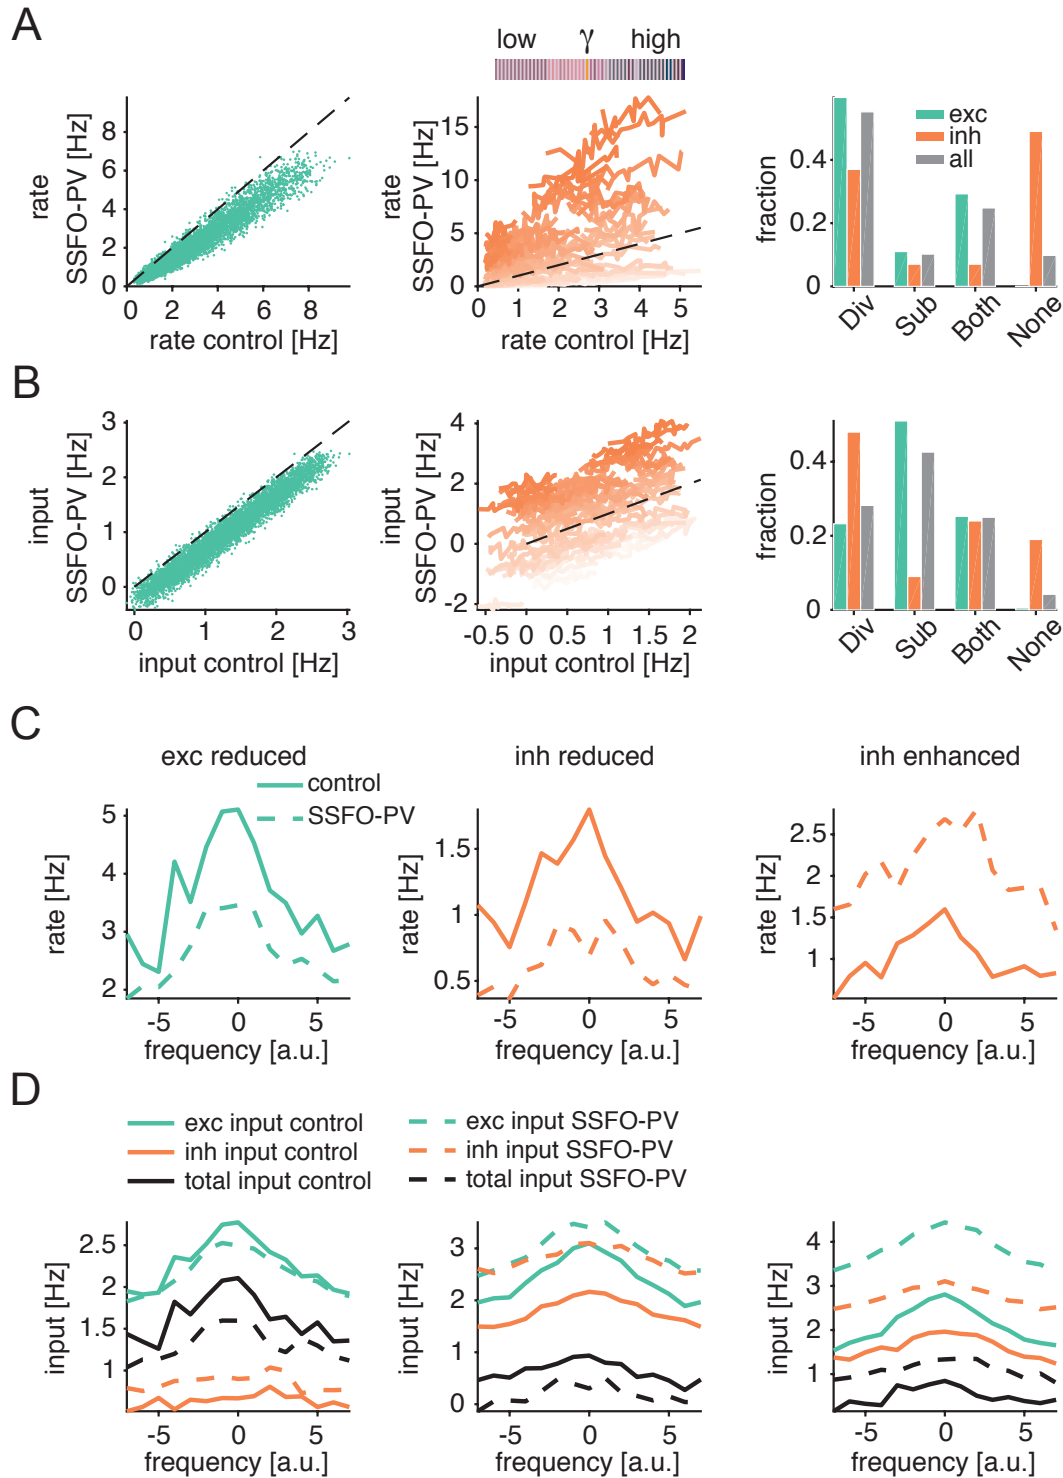 A
low γ high
rate
SSFO-PV [Hz]
8
6
4
2
0
2 4 6 8
rate control [Hz]
rate
SSFO-PV [Hz]
15
10
5
0
0 1 2 3 4 5
rate control [Hz]
fraction
0.4
0.2
0
exc
inh
all
Div Sub Both None
B
input
SSFO-PV [Hz]
3
2
1
0
0 1 2 3
input control [Hz]
input
SSFO-PV [Hz]
4
2
0
-2
-0.5 0 0.5 1 1.5 2
input control [Hz]
fraction
0.4
0.2
0
Div Sub Both None
C
exc reduced
control
SSFO-PV
rate [Hz]
5
4
3
2
-5 0 5
frequency [a.u.]
inh reduced
rate [Hz]
1.5
1
0.5
-5 0 5
frequency [a.u.]
inh enhanced
rate [Hz]
2.5
2
1.5
1
-5 0 5
frequency [a.u.]
D
exc input control
inh input control
total input control
exc input SSFO-PV
inh input SSFO-PV
total input SSFO-PV
input [Hz]
2.5
2
1.5
1
-5 0 5
frequency [a.u.]
input [Hz]
3
2
1
0
-5 0 5
frequency [a.u.]
input [Hz]
4
3
2
1
-5 0 5
frequency [a.u.]